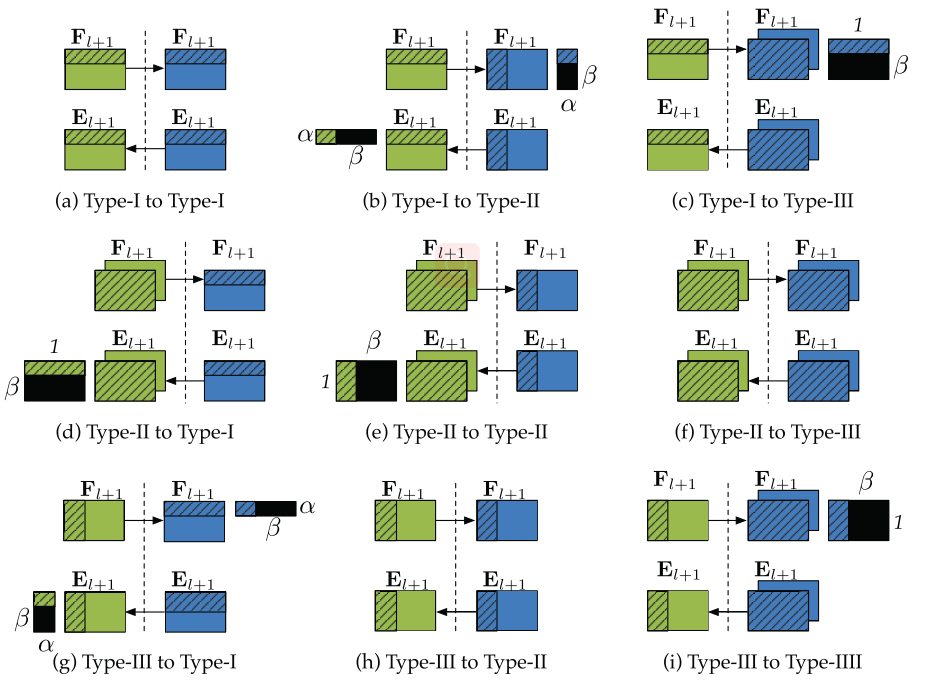 F_{l+1} F_{l+1}
E_{l+1} E_{l+1}
(a) Type-I to Type-I
F_{l+1} F_{l+1}
β
α
E_{l+1} E_{l+1}
α
β
(b) Type-I to Type-II
F_{l+1} F_{l+1} 1
β
E_{l+1} E_{l+1}
(c) Type-I to Type-III
F_{l+1} F_{l+1}
1 E_{l+1} E_{l+1}
β
(d) Type-II to Type-I
F_{l+1} F_{l+1}
β E_{l+1} E_{l+1}
1
(e) Type-II to Type-II
F_{l+1} F_{l+1}
E_{l+1} E_{l+1}
(f) Type-II to Type-III
F_{l+1} F_{l+1}
α
β
E_{l+1} E_{l+1}
β
α
(g) Type-III to Type-I
F_{l+1} F_{l+1}
E_{l+1} E_{l+1}
(h) Type-III to Type-II
F_{l+1} F_{l+1} β
1
E_{l+1} E_{l+1}
(i) Type-III to Type-IIII